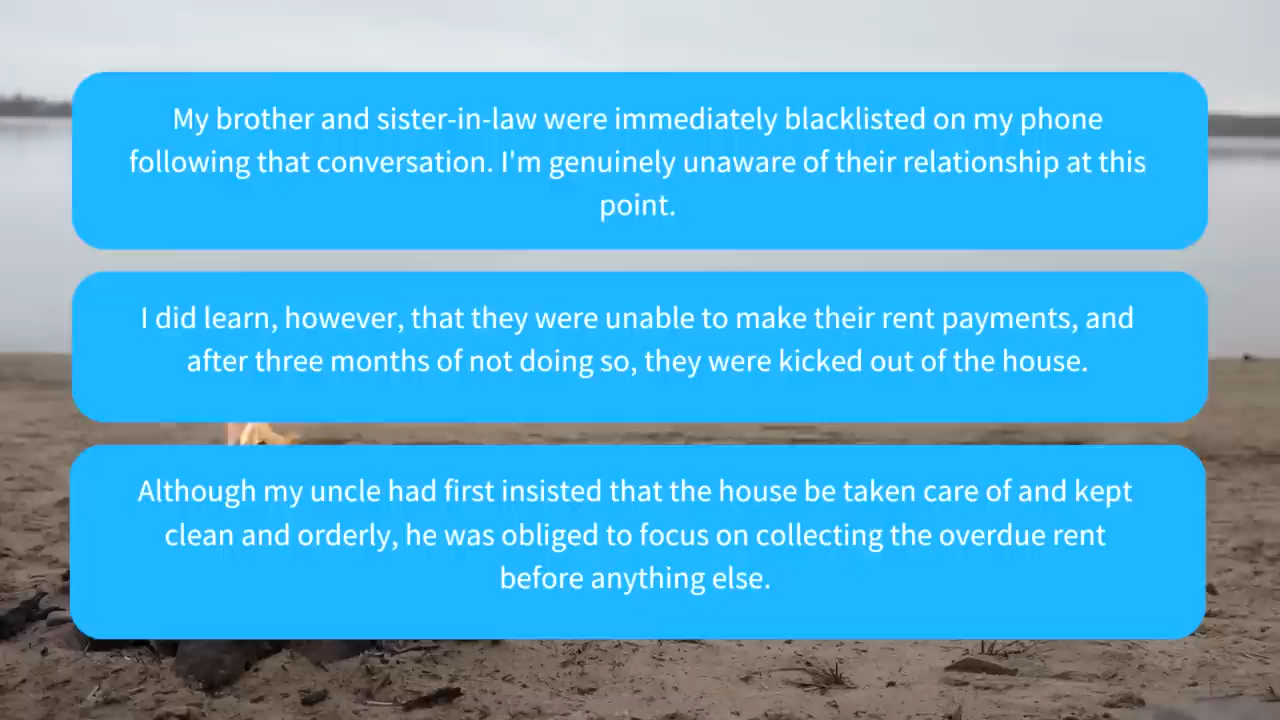 My brother and sister-in-law were immediately blacklisted on my phone
following that conversation. I'm genuinely unaware of their relationship at this
point.
I did learn, however, that they were unable to make their rent payments, and
after three months of not doing so, they were kicked out of the house.
Although my uncle had first insisted that the house be taken care of and kept
clean and orderly, he was obliged to focus on collecting the overdue rent
before anything else.